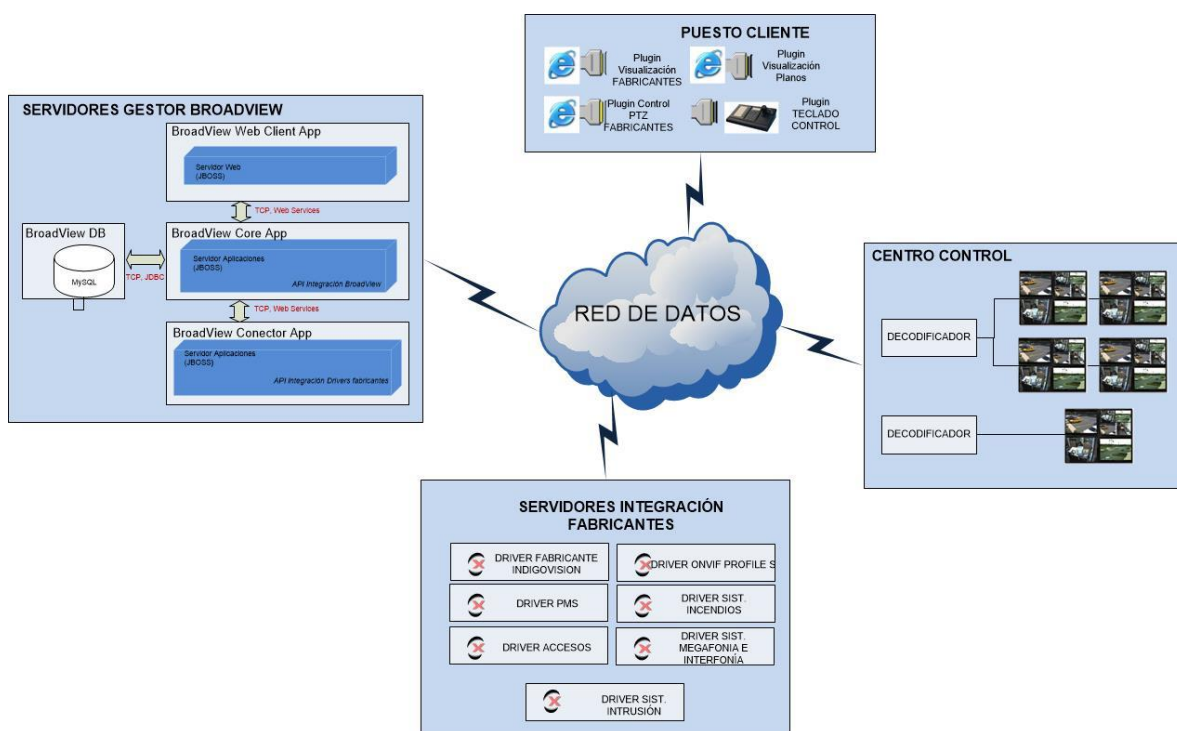 PUESTO CLIENTE
Plugin
Visualización
FABRICANTES
Plugin
Visualización
Planos
Plugin Control
PTZ
FABRICANTES
Plugin
TECLADO
CONTROL
SERVIDORES GESTOR BROADVIEW
BroadView Web Client App
Servidor Web
(JBOSS)
TCP, Web Services
BroadView DB
MySQL
TCP, JDBC
BroadView Core App
Servidor Aplicaciones
(JBOSS)
API Integración BroadView
TCP, Web Services
BroadView Conector App
Servidor Aplicaciones
(JBOSS)
API Integración Drivers fabricantes
RED DE DATOS
CENTRO CONTROL
DECODIFICADOR
DECODIFICADOR
SERVIDORES INTEGRACIÓN
FABRICANTES
DRIVER FABRICANTE
INDIGOVISION
DRIVER ONVIF PROFILE S
DRIVER PMS
DRIVER SIST.
INCENDIOS
DRIVER ACCESOS
DRIVER SIST.
MEGAFONIA E
INTERFONÍA
DRIVER SIST.
INTRUSIÓN